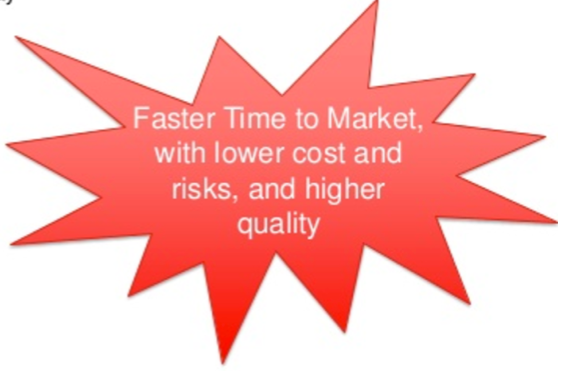 Faster Time to Market,
with lower cost and
risks, and higher
quality